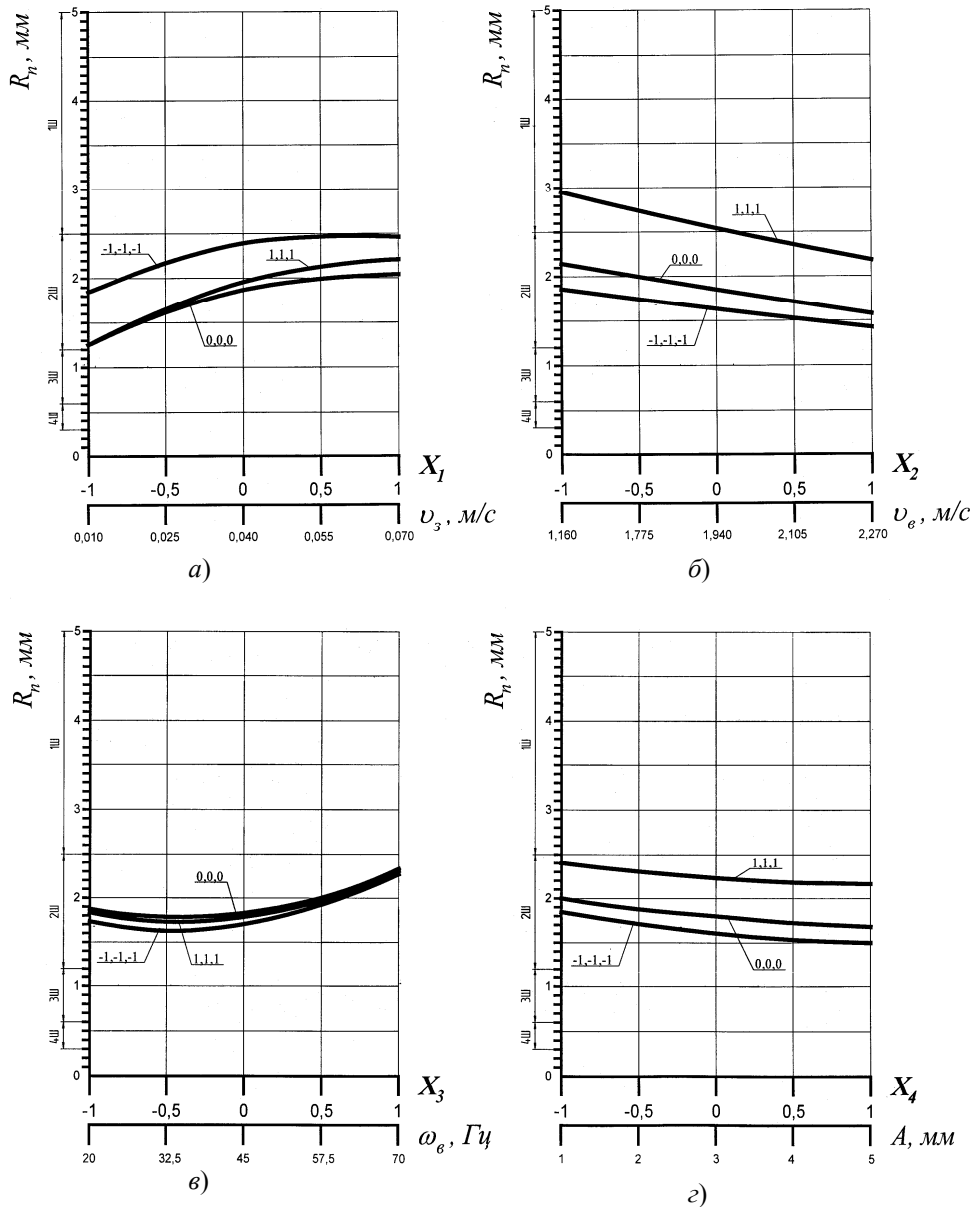 Rп, мм
5
4
3
2
1
0
1Ш
2Ш
3Ш
4Ш
-1,-1,-1
1,1,1
0,0,0
X1
-1 -0,5 0 0,5 1
υз, м/с
0,010 0,025 0,040 0,055 0,070
а)
Rп, мм
5
4
3
2
1
0
1Ш
2Ш
3Ш
4Ш
1,1,1
0,0,0
-1,-1,-1
X2
-1 -0,5 0 0,5 1
υв, м/с
1,160 1,775 1,940 2,105 2,270
б)
Rп, мм
5
4
3
2
1
0
1Ш
2Ш
3Ш
4Ш
0,0,0
-1,-1,-1 1,1,1
X3
-1 -0,5 0 0,5 1
ωв, Гц
20 32,5 45 57,5 70
в)
Rп, мм
5
4
3
2
1
0
1Ш
2Ш
3Ш
4Ш
1,1,1
-1,-1,-1 0,0,0
X4
-1 -0,5 0 0,5 1
А, мм
1 2 3 4 5
г)